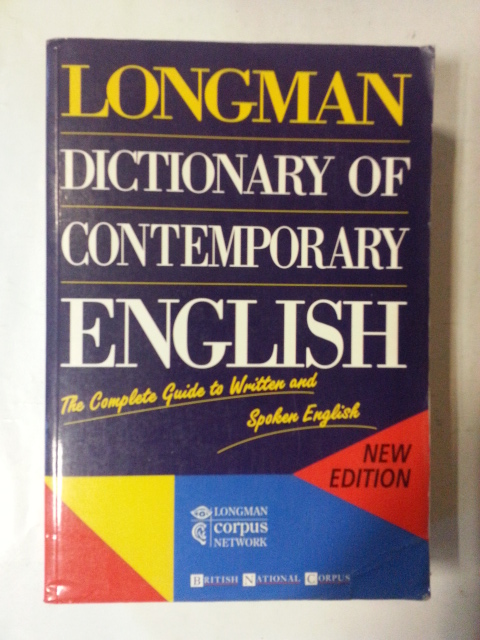 LONGMAN
DICTIONARY OF
CONTEMPORARY
ENGLISH
The Complete Guide to Written and
Spoken English
NEW
EDITION
LONGMAN
corpus
NETWORK
BRITISH NATIONAL CORPUS